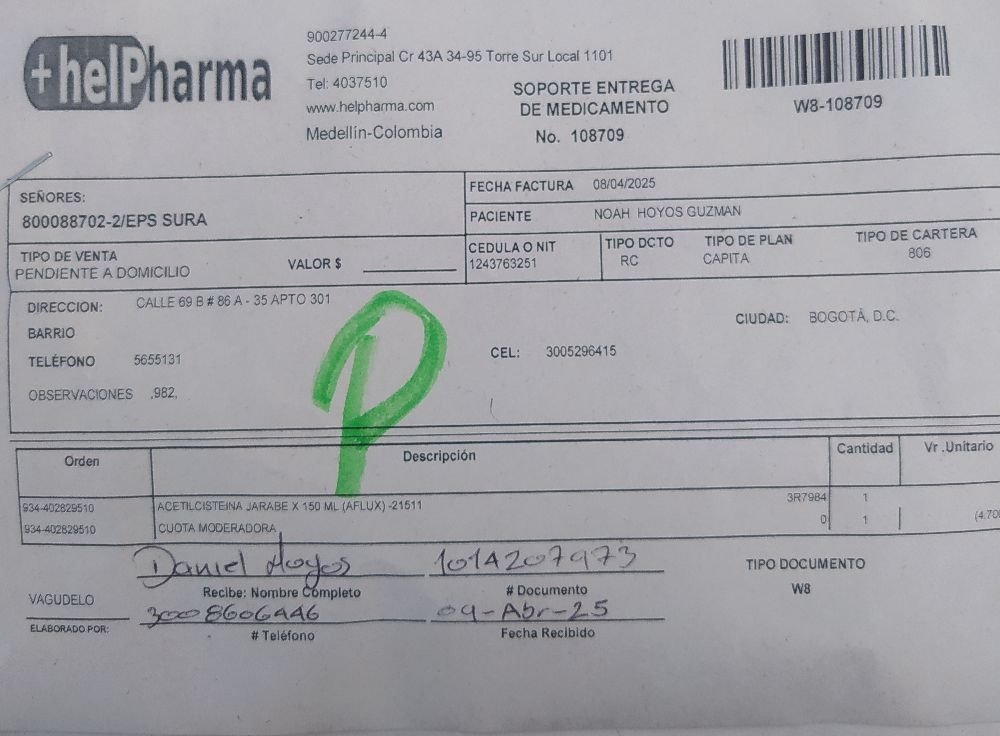 +helPharma
900277244-4
Sede Principal Cr 43A 34-95 Torre Sur Local 1101
Tel: 4037510
www.helpharma.com
Medellín-Colombia
SOPORTE ENTREGA
DE MEDICAMENTO
No. 108709
W8-108709
SEÑORES:
800088702-2/EPS SURA
FECHA FACTURA 08/04/2025
PACIENTE NOAH HOYOS GUZMAN
TIPO DE VENTA
PENDIENTE A DOMICILIO
VALOR $
CEDULA O NIT
1243763251
TIPO DCTO
RC
TIPO DE PLAN
CAPITA
TIPO DE CARTERA
806
DIRECCION: CALLE 69 B # 86 A - 35 APTO 301
BARRIO
CIUDAD: BOGOTÁ, D.C.
TELÉFONO 5655131
CEL: 3005296415
OBSERVACIONES .982,
P
Orden Descripción Cantidad Vr .Unitario
934-402829510 ACETILCISTEINA JARABE X 150 ML (AFLUX) -21511 3R7984 1
934-402829510 CUOTA MODERADORA 0 1
Daniel Hoyos 1014207973
Recibe: Nombre Completo # Documento
3008606446 09-Abr-25
# Teléfono Fecha Recibido
VAGUDELO
ELABORADO POR:
TIPO DOCUMENTO
W8